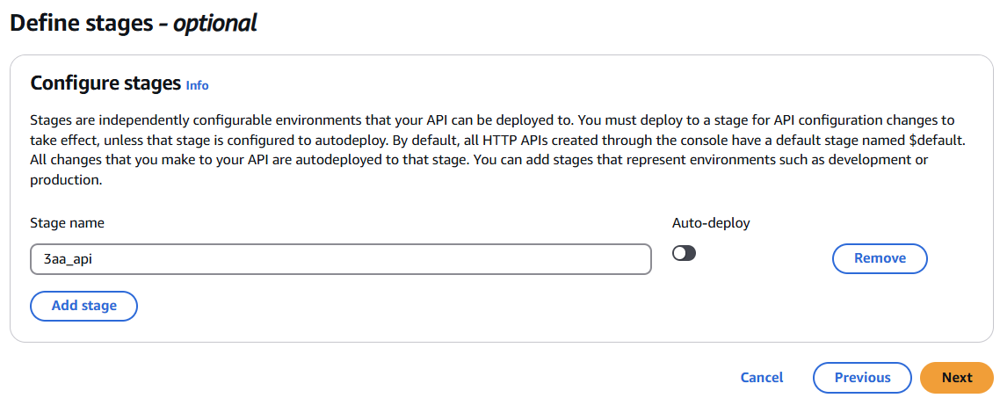 Define stages - optional
Configure stages Info
Stages are independently configurable environments that your API can be deployed to. You must deploy to a stage for API configuration changes to
take effect, unless that stage is configured to autodeploy. By default, all HTTP APIs created through the console have a default stage named $default.
All changes that you make to your API are autodeployed to that stage. You can add stages that represent environments such as development or
production.
Stage name
Auto-deploy
3aa_api
Remove
Add stage
Cancel
Previous
Next